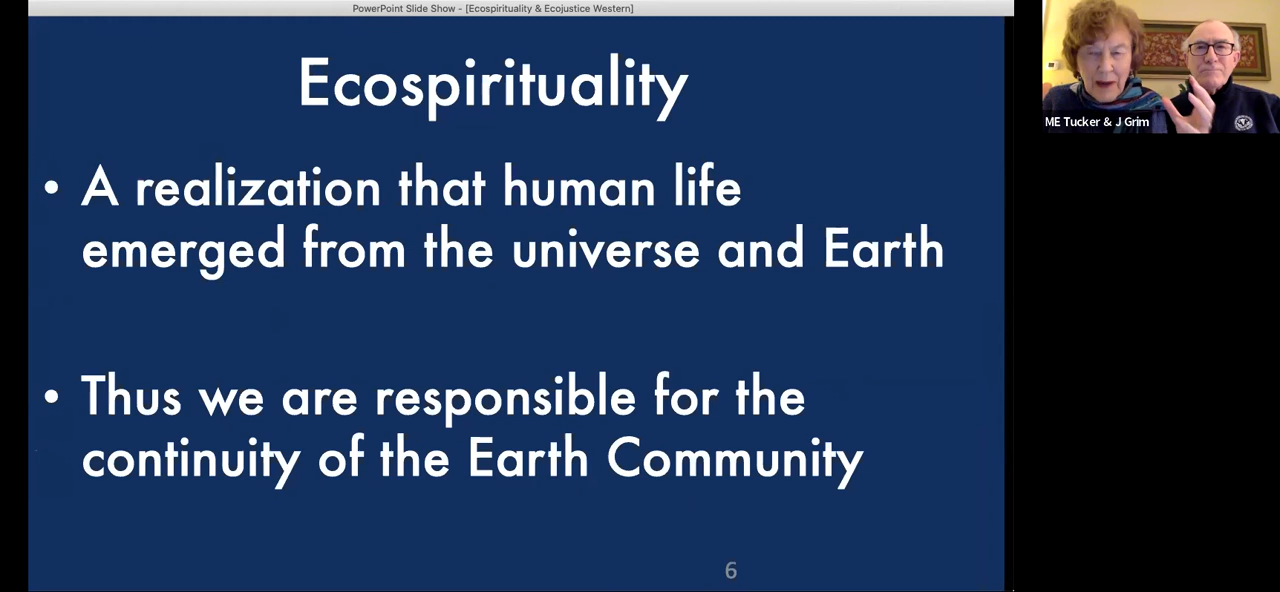 PowerPoint Slide Show - [Ecospirituality & Ecojustice Western]
Ecospirituality
• A realization that human life
emerged from the universe and Earth
• Thus we are responsible for the
continuity of the Earth Community
6
ME Tucker & J Grim